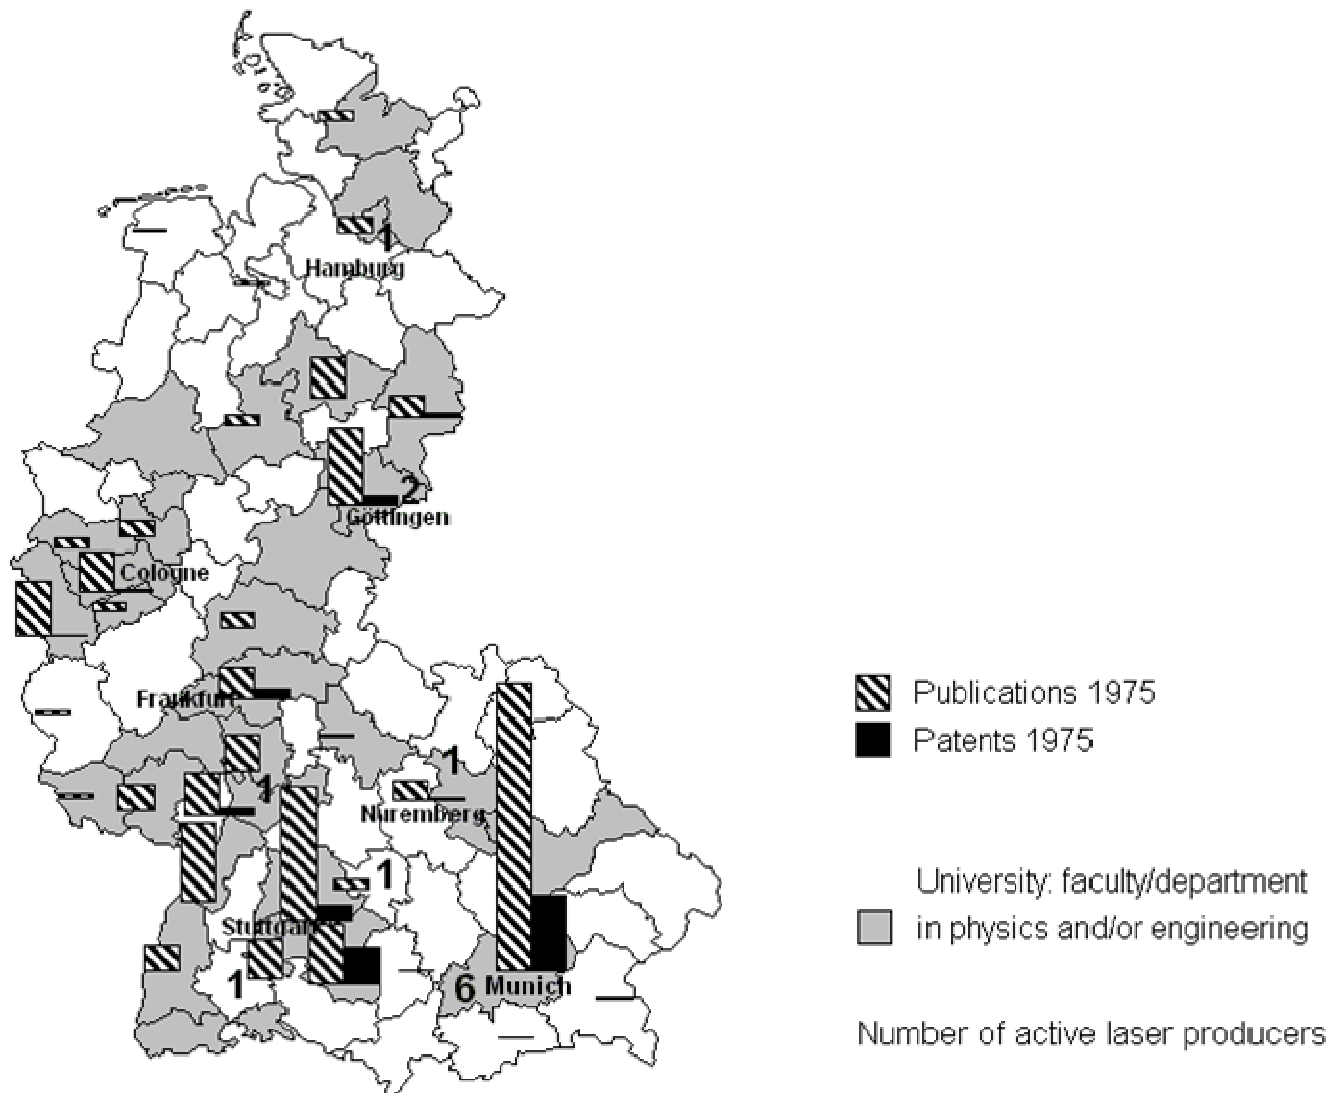 1
Hamburg
2
Göttingen
Cologne
Frankfurt
1
1
Nuremberg
1
Stuttgart
1
6 Munich
Publications 1975
Patents 1975
University: faculty/department
in physics and/or engineering
Number of active laser producers